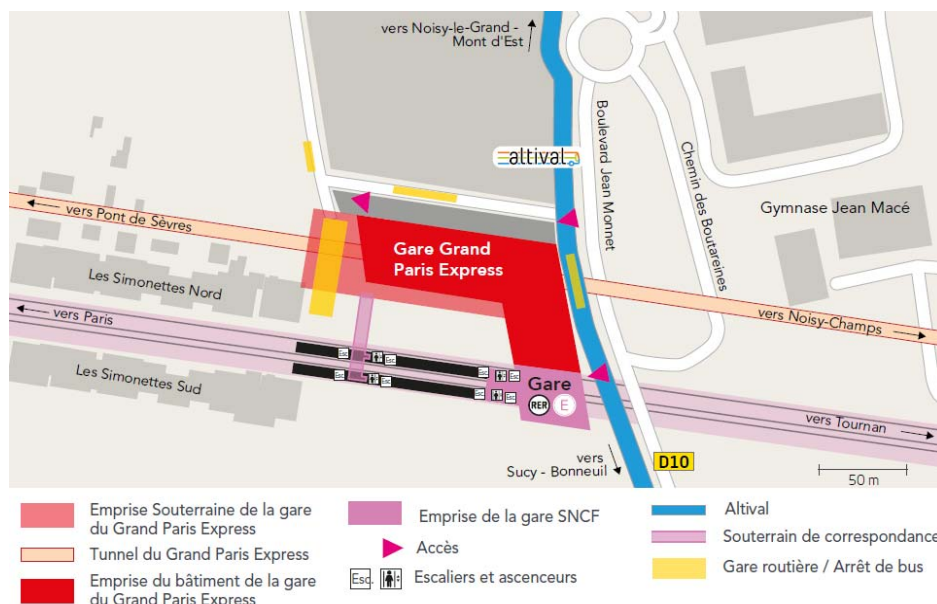 vers Noisy-le-Grand -
Mont d'Est
altival
Boulevard Jean Monnet
Chemin des Boutareines
Gymnase Jean Macé
vers Pont de Sèvres
Gare Grand
Paris Express
Les Simonettes Nord
vers Paris
vers Noisy-Champs
Les Simonettes Sud
Esc
Esc
Esc
Esc
Esc
Esc
Gare
RER E
vers Tournan
vers
Sucy - Bonneuil
D10
50 m
Emprise Souterraine de la gare
du Grand Paris Express
Tunnel du Grand Paris Express
Emprise du bâtiment de la gare
du Grand Paris Express
Emprise de la gare SNCF
Accès
Esc. Escaliers et ascenceurs
Altival
Souterrain de correspondance
Gare routière / Arrêt de bus